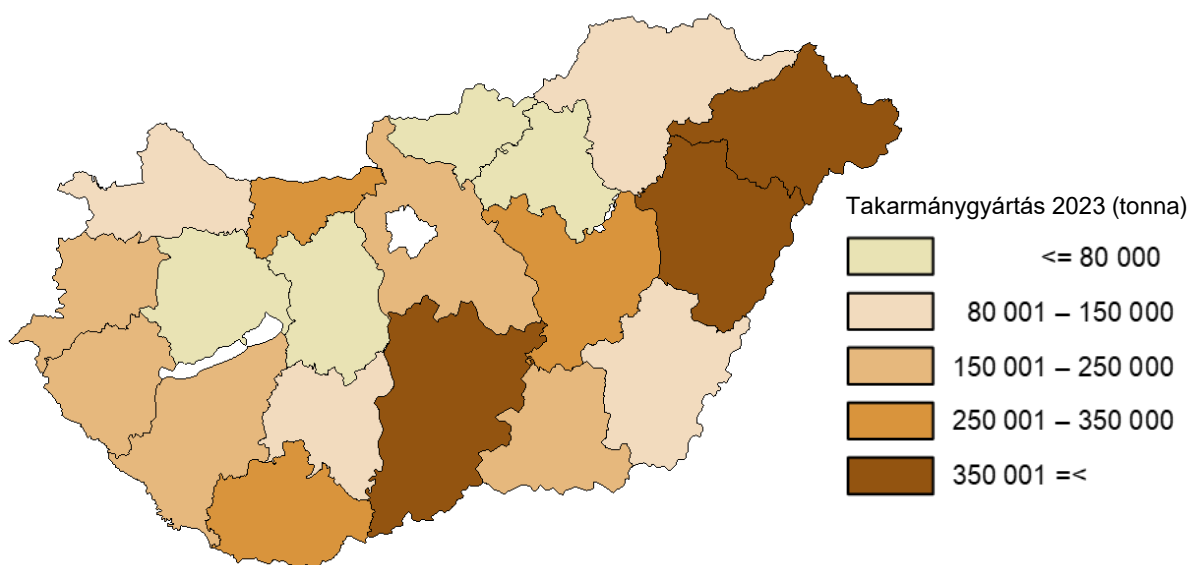 Takarmánygyártás 2023 (tonna)
<= 80 000
80 001 – 150 000
150 001 – 250 000
250 001 – 350 000
350 001 =<